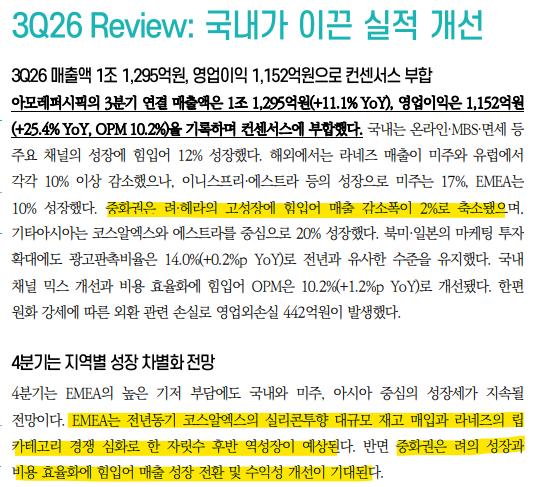 3Q26 Review: 국내가 이끈 실적 개선
3Q26 매출액 1조 1,295억원, 영업이익 1,152억원으로 컨센서스 부합
아모레퍼시픽의 3분기 연결 매출액은 1조 1,295억원(+11.1% YoY), 영업이익은 1,152억원
(+25.4% YoY, OPM 10.2%)을 기록하며 컨센서스에 부합했다. 국내는 온라인·MBS·면세 등
주요 채널의 성장에 힘입어 12% 성장했다. 해외에서는 라네즈 매출이 미주와 유럽에서
각각 10% 이상 감소했으나, 이니스프리·에스트라 등의 성장으로 미주는 17%, EMEA는
10% 성장했다. 중화권은 려·헤라의 고성장에 힘입어 매출 감소폭이 2%로 축소됐으며,
기타아시아는 코스알엑스와 에스트라를 중심으로 20% 성장했다. 북미·일본의 마케팅 투자
확대에도 광고판촉비율은 14.0%(+0.2%p YoY)로 전년과 유사한 수준을 유지했다. 국내
채널 믹스 개선과 비용 효율화에 힘입어 OPM은 10.2%(+1.2%p YoY)로 개선됐다. 한편
원화 강세에 따른 외환 관련 손실로 영업외손실 442억원이 발생했다.
4분기는 지역별 성장 차별화 전망
4분기는 EMEA의 높은 기저 부담에도 국내와 미주, 아시아 중심의 성장세가 지속될
전망이다. EMEA는 전년동기 코스알엑스의 실리콘투향 대규모 재고 매입과 라네즈의 립
카테고리 경쟁 심화로 한 자릿수 후반 역성장이 예상된다. 반면 중화권은 려의 성장과
비용 효율화에 힘입어 매출 성장 전환 및 수익성 개선이 기대된다.